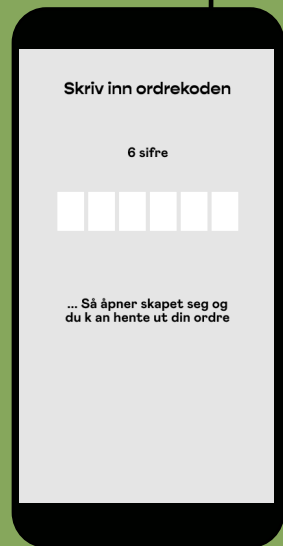 Skriv inn ordrekoden
6 sifre
... Så åpner skapet seg og
du k an hente ut din ordre